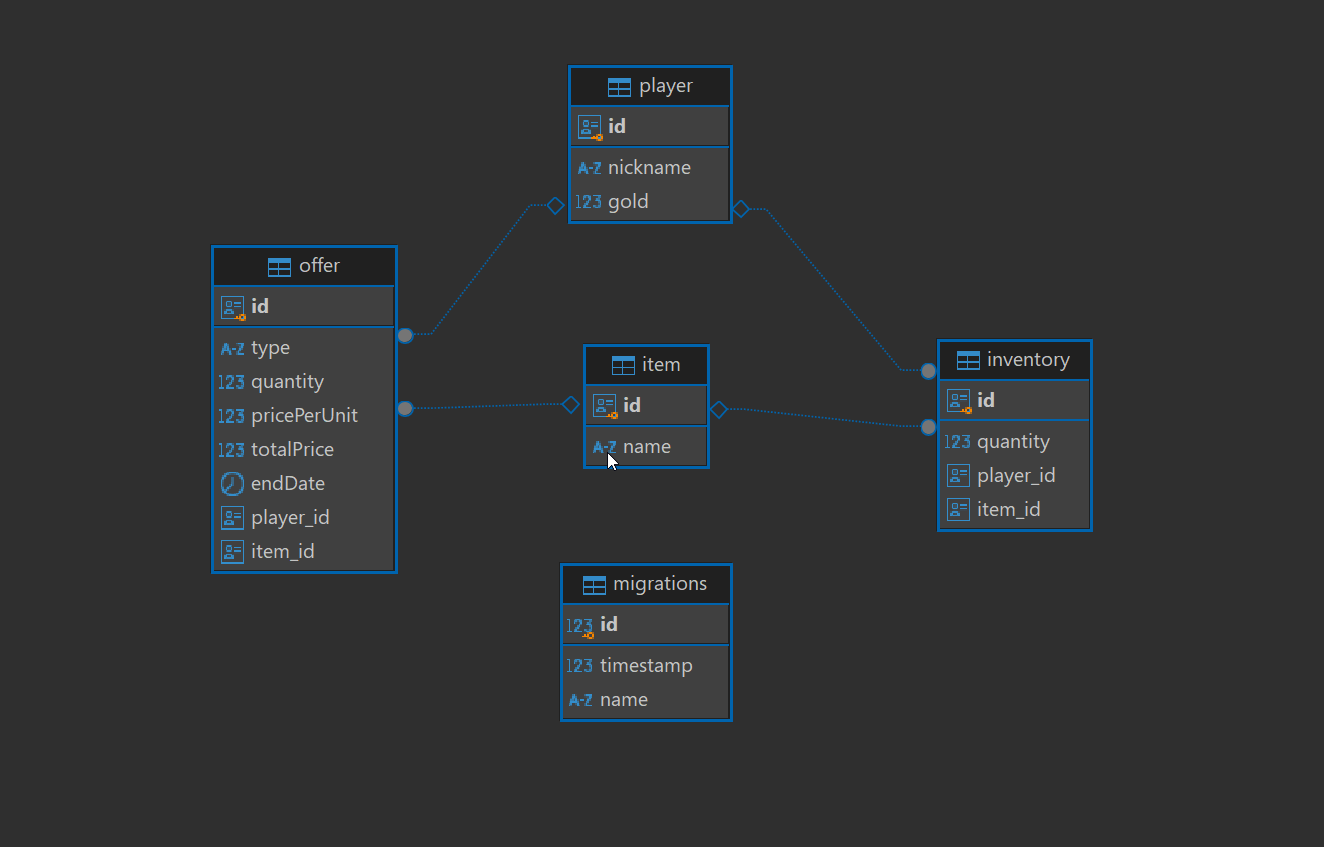 player
id
A-Z nickname
123 gold
offer
id
A-Z type
123 quantity
123 pricePerUnit
123 totalPrice
endDate
player_id
item_id
item
id
A-Z name
inventory
id
123 quantity
player_id
item_id
migrations
123 id
123 timestamp
A-Z name